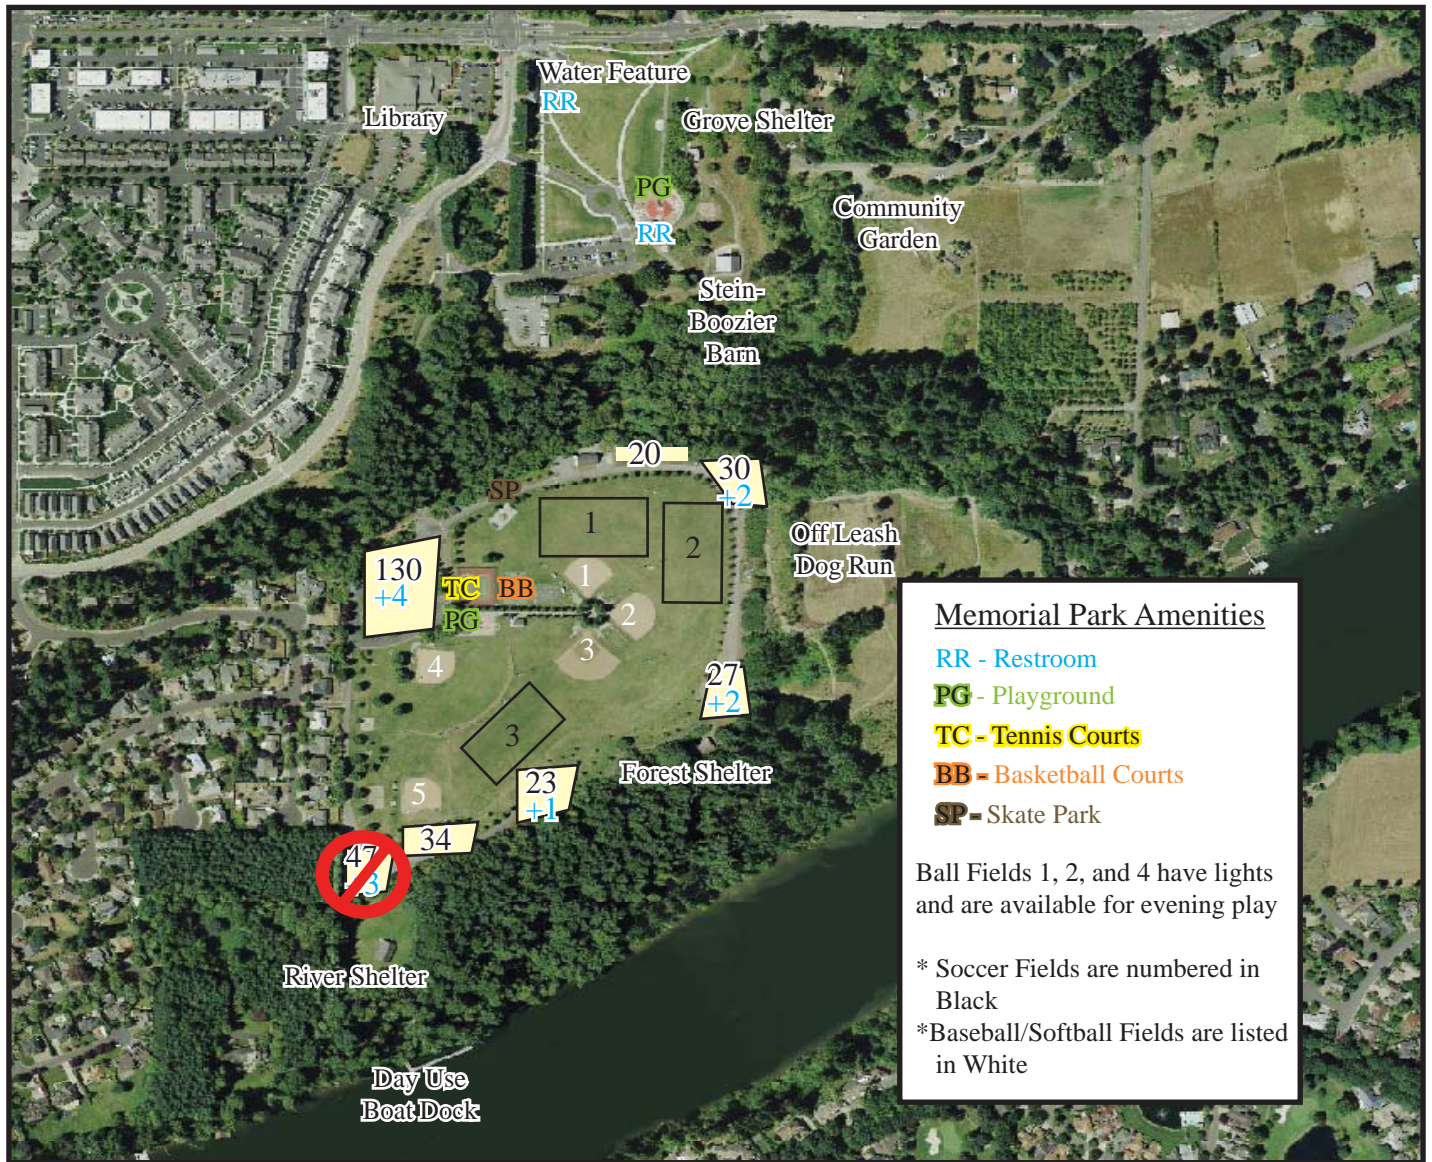 Water Feature
RR
Library
Grove Shelter
PG
RR
Community
Garden
Stein-
Boozier
Barn
20
30
+2
SP
1
2
Off Leash
Dog Run
130
+4
TC
BB
PG
1
2
3
4
27
+2
3
Forest Shelter
23
+1
5
34
47
+3
River Shelter
Day Use
Boat Dock
Memorial Park Amenities
RR - Restroom
PG - Playground
TC - Tennis Courts
BB - Basketball Courts
SP - Skate Park
Ball Fields 1, 2, and 4 have lights
and are available for evening play
* Soccer Fields are numbered in
Black
*Baseball/Softball Fields are listed
in White